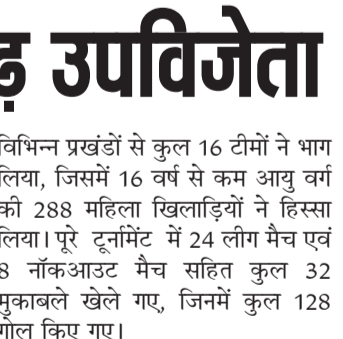 ढ़ उपविजेता
विभिन्न प्रखंडों से कुल 16 टीमों ने भाग
लिया, जिसमें 16 वर्ष से कम आयु वर्ग
की 288 महिला खिलाड़ियों ने हिस्सा
लिया। पूरे टूर्नामेंट में 24 लीग मैच एवं
8 नॉकआउट मैच सहित कुल 32
मुकाबले खेले गए, जिनमें कुल 128
गोल किए गए।